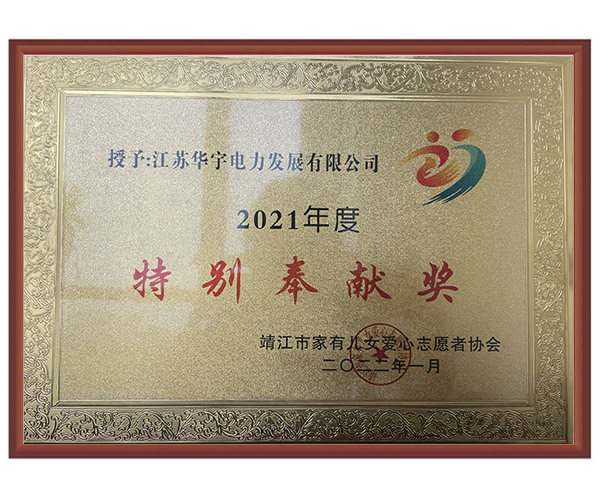 授予:江苏华宇电力发展有限公司
2021年度
特别奉献奖
靖江市家有儿女爱心志愿者协会
二〇二二年一月